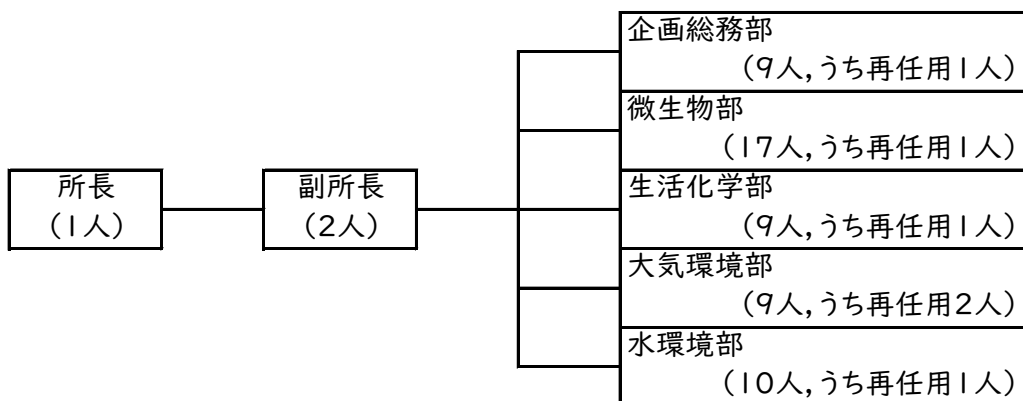 所長
(1人)
副所長
(2人)
企画総務部
(9人,うち再任用1人)
微生物部
(17人,うち再任用1人)
生活化学部
(9人,うち再任用1人)
大気環境部
(9人,うち再任用2人)
水環境部
(10人,うち再任用1人)